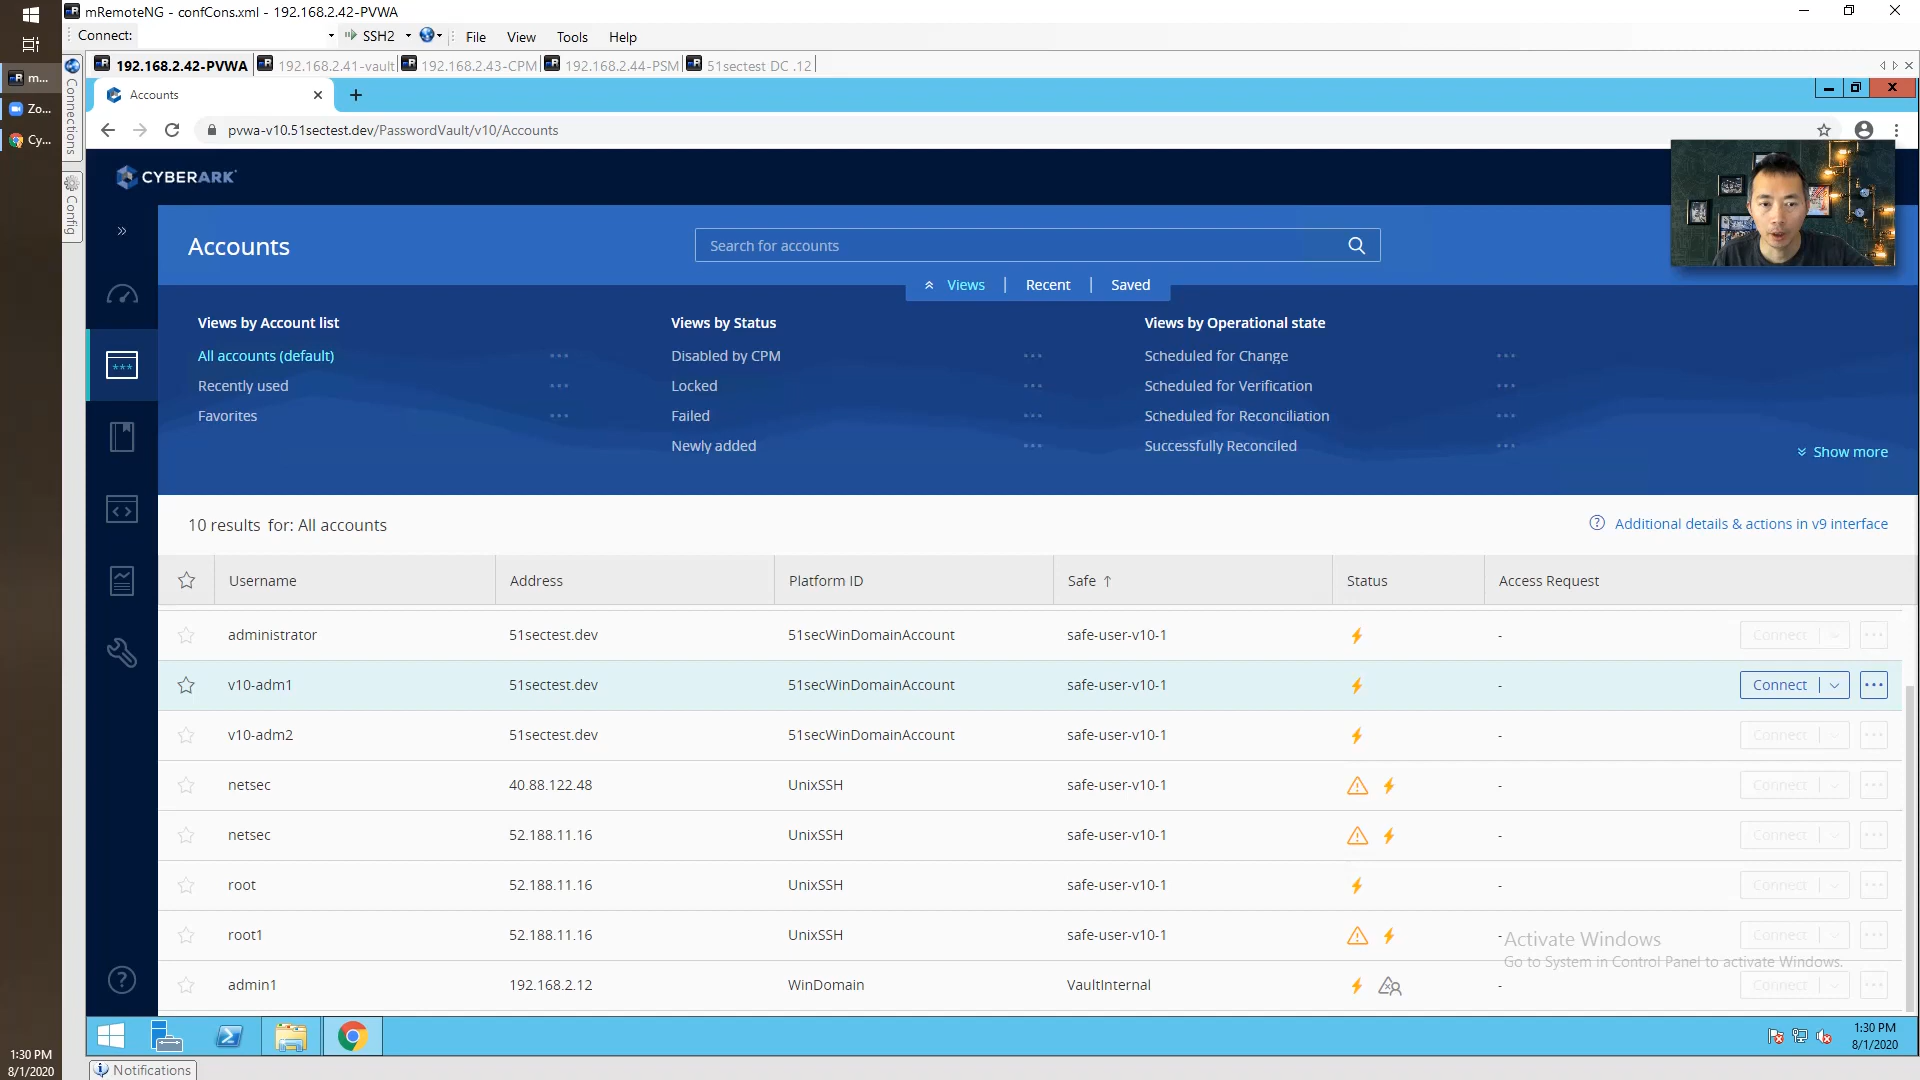 mRemoteNG - confCons.xml - 192.168.2.42-PVWA
Connect: SSH2 File View Tools Help
192.168.2.42-PVWA 192.168.2.41-vault 192.168.2.43-CPM 192.168.2.44-PSM 51sectest DC .12
m...
Zo...
Cy...
Connections
Config
Accounts
pvwa-v10.51sectest.dev/PasswordVault/v10/Accounts
CYBERARK
Accounts
Search for accounts
Views | Recent | Saved
Views by Account list Views by Status Views by Operational state
All accounts (default) Disabled by CPM Scheduled for Change
Recently used Locked Scheduled for Verification
Favorites Failed Scheduled for Reconciliation
Newly added Successfully Reconciled
Show more
10 results for: All accounts Additional details & actions in v9 interface
Username Address Platform ID Safe ↑ Status Access Request
administrator 51sectest.dev 51secWinDomainAccount safe-user-v10-1 - Connect
v10-adm1 51sectest.dev 51secWinDomainAccount safe-user-v10-1 - Connect
v10-adm2 51sectest.dev 51secWinDomainAccount safe-user-v10-1 - Connect
netsec 40.88.122.48 UnixSSH safe-user-v10-1 - Connect
netsec 52.188.11.16 UnixSSH safe-user-v10-1 - Connect
root 52.188.11.16 UnixSSH safe-user-v10-1 - Connect
root1 52.188.11.16 UnixSSH safe-user-v10-1 - Connect
Activate Windows
Go to System in Control Panel to activate Windows.
admin1 192.168.2.12 WinDomain VaultInternal - Connect
1:30 PM
8/1/2020
1:30 PM
8/1/2020
Notifications